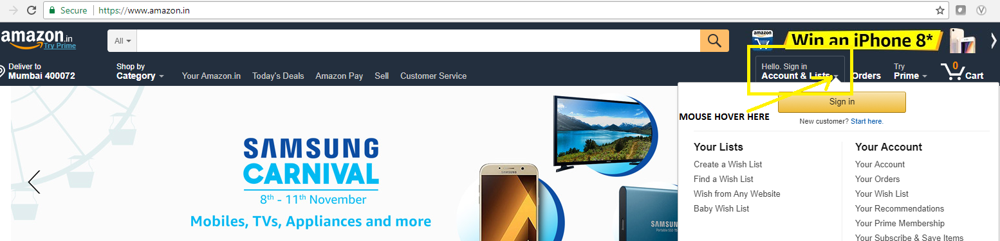 Secure
https://www.amazon.in
amazon.in
Try Prime
All
amazon
Win an iPhone 8*
Deliver to
Mumbai 400072
Shop by
Category
Your Amazon.in
Today's Deals
Amazon Pay
Sell
Customer Service
Hello. Sign in
Account & Lists
Orders
Try
Prime
0
Cart
Sign in
MOUSE HOVER HERE
New customer? Start here.
SAMSUNG
CARNIVAL
8th - 11th November
Mobiles, TVs, Appliances and more
SAMSUNG
SAMSUNG
Portable SSD
Your Lists
Create a Wish List
Find a Wish List
Wish from Any Website
Baby Wish List
Your Account
Your Account
Your Orders
Your Wish List
Your Recommendations
Your Prime Membership
Your Subscribe & Save Items